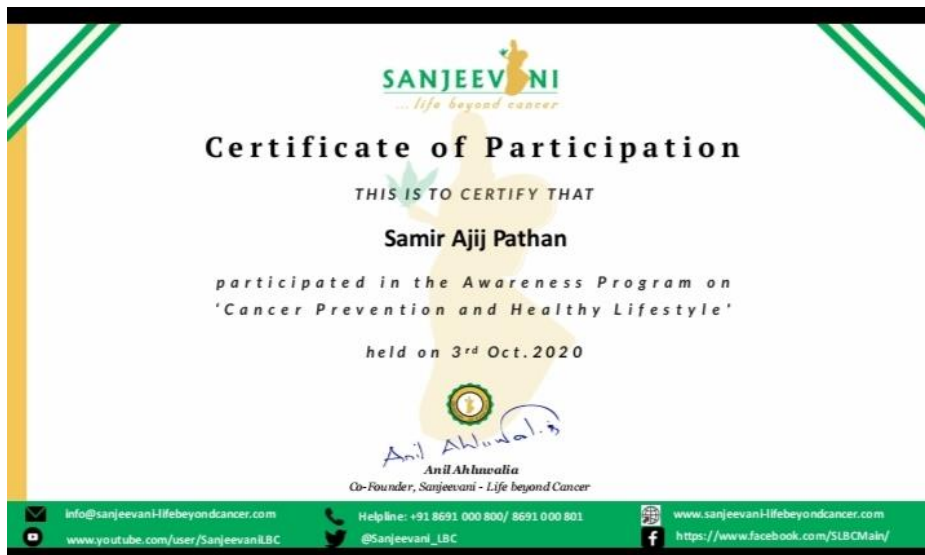 SANJEEVANI
... life beyond cancer
Certificate of Participation
THIS IS TO CERTIFY THAT
Samir Ajij Pathan
participated in the Awareness Program on
‘Cancer Prevention and Healthy Lifestyle’
held on 3rd Oct.2020
Anil Ahluwalia
Anil Ahluwalia
Co-Founder, Sanjeevani - Life beyond Cancer
info@sanjeevani-lifebeyondcancer.com
Helpline: +91 8691 000 800/ 8691 000 801
www.sanjeevani-lifebeyondcancer.com
www.youtube.com/user/SanjeevaniLBC
@Sanjeevani_LBC
https://www.facebook.com/SLBCMain/